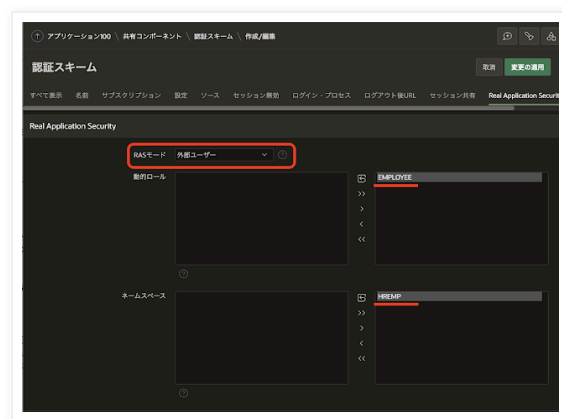 アプリケーション100 \ 共有コンポーネント \ 認証スキーム \ 作成/編集
認証スキーム
取消 変更の適用
すべて表示 名前 サブスクリプション 設定 ソース セッション無効 ログイン・プロセス ログアウト後URL セッション共有 Real Application Securit
Real Application Security
RASモード 外部ユーザー
動的ロール
EMPLOYEE
ネームスペース
HREMP